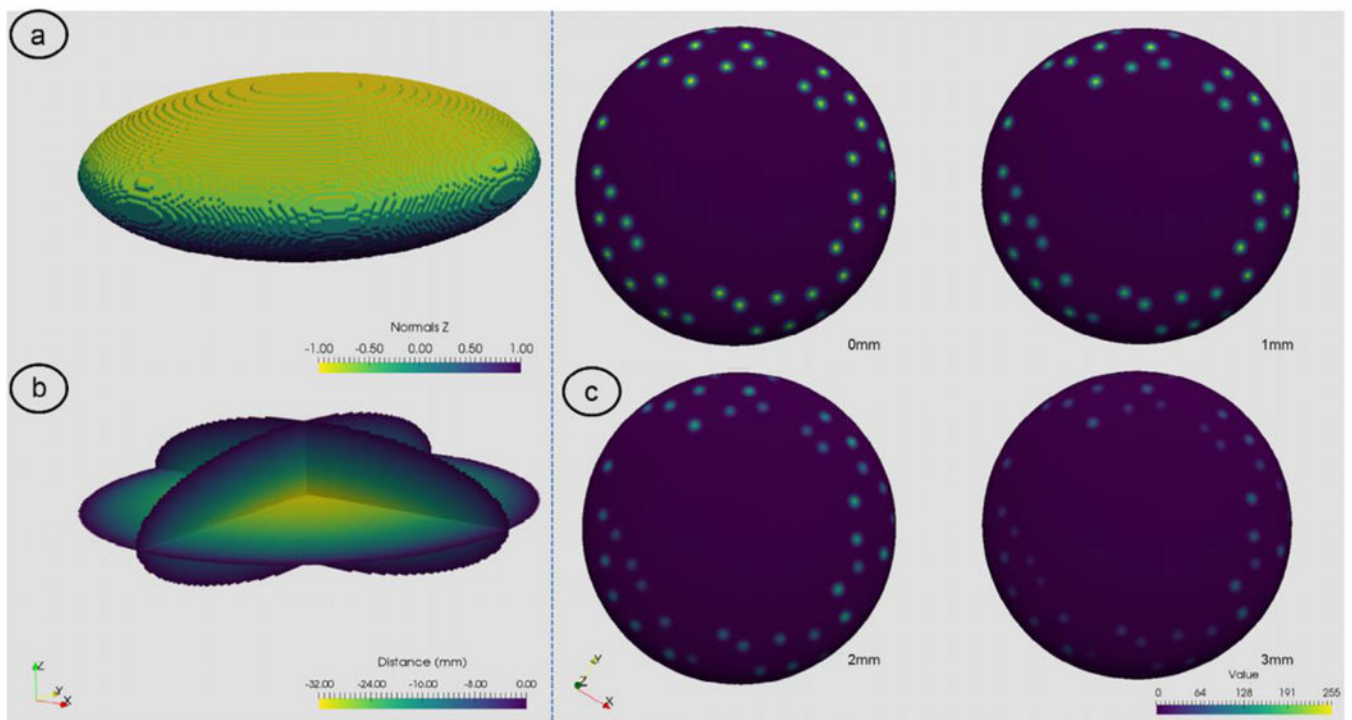 a
Normals Z
-1.00 -0.50 0.00 0.50 1.00
b
Distance (mm)
-32.00 -24.00 -16.00 -8.00 0.00
Z
Y
X
0mm
1mm
c
2mm
3mm
Y
Z
X
Value
0 64 128 191 255